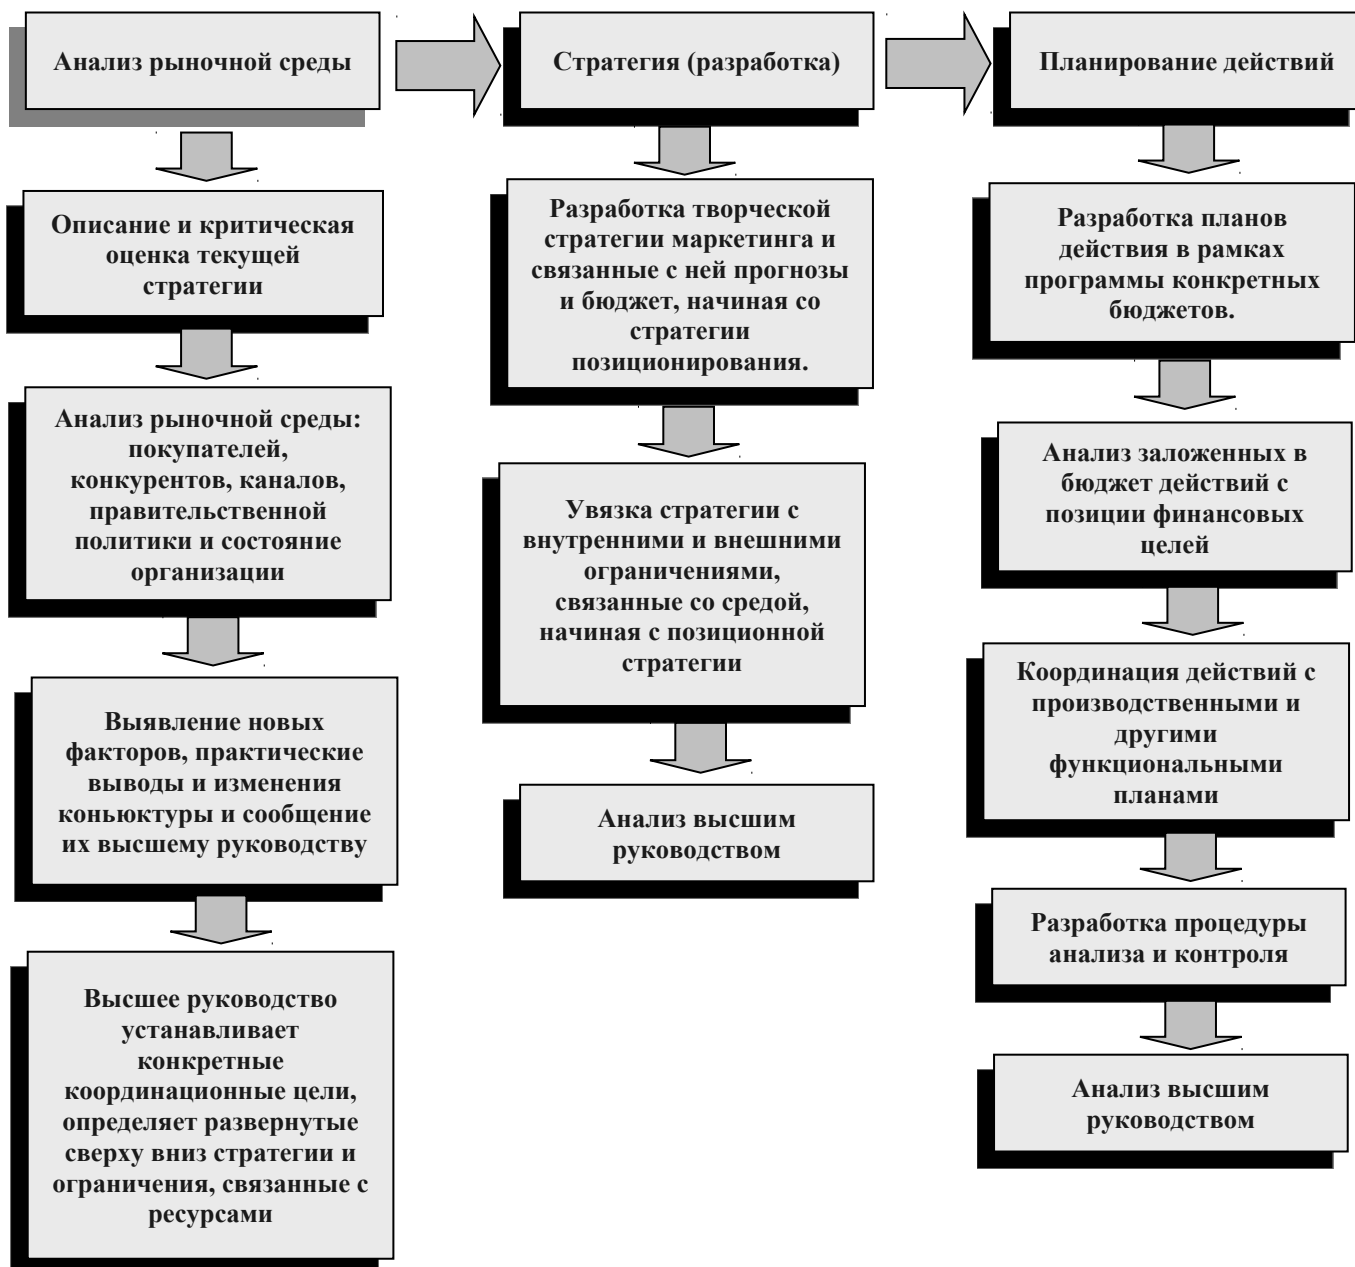 Анализ рыночной среды
Стратегия (разработка)
Планирование действий
Описание и критическая
оценка текущей
стратегии
Анализ рыночной среды:
покупателей,
конкурентов, каналов,
правительственной
политики и состояние
организации
Выявление новых
факторов, практические
выводы и изменения
коньюктуры и сообщение
их высшему руководству
Высшее руководство
устанавливает
конкретные
координационные цели,
определяет развернутые
сверху вниз стратегии и
ограничения, связанные с
ресурсами
Разработка творческой
стратегии маркетинга и
связанные с ней прогнозы
и бюджет, начиная со
стратегии
позиционирования.
Увязка стратегии с
внутренними и внешними
ограничениями,
связанные со средой,
начиная с позиционной
стратегии
Анализ высшим
руководством
Разработка планов
действия в рамках
программы конкретных
бюджетов.
Анализ заложенных в
бюджет действий с
позиции финансовых
целей
Координация действий с
производственными и
другими
функциональными
планами
Разработка процедуры
анализа и контроля
Анализ высшим
руководством